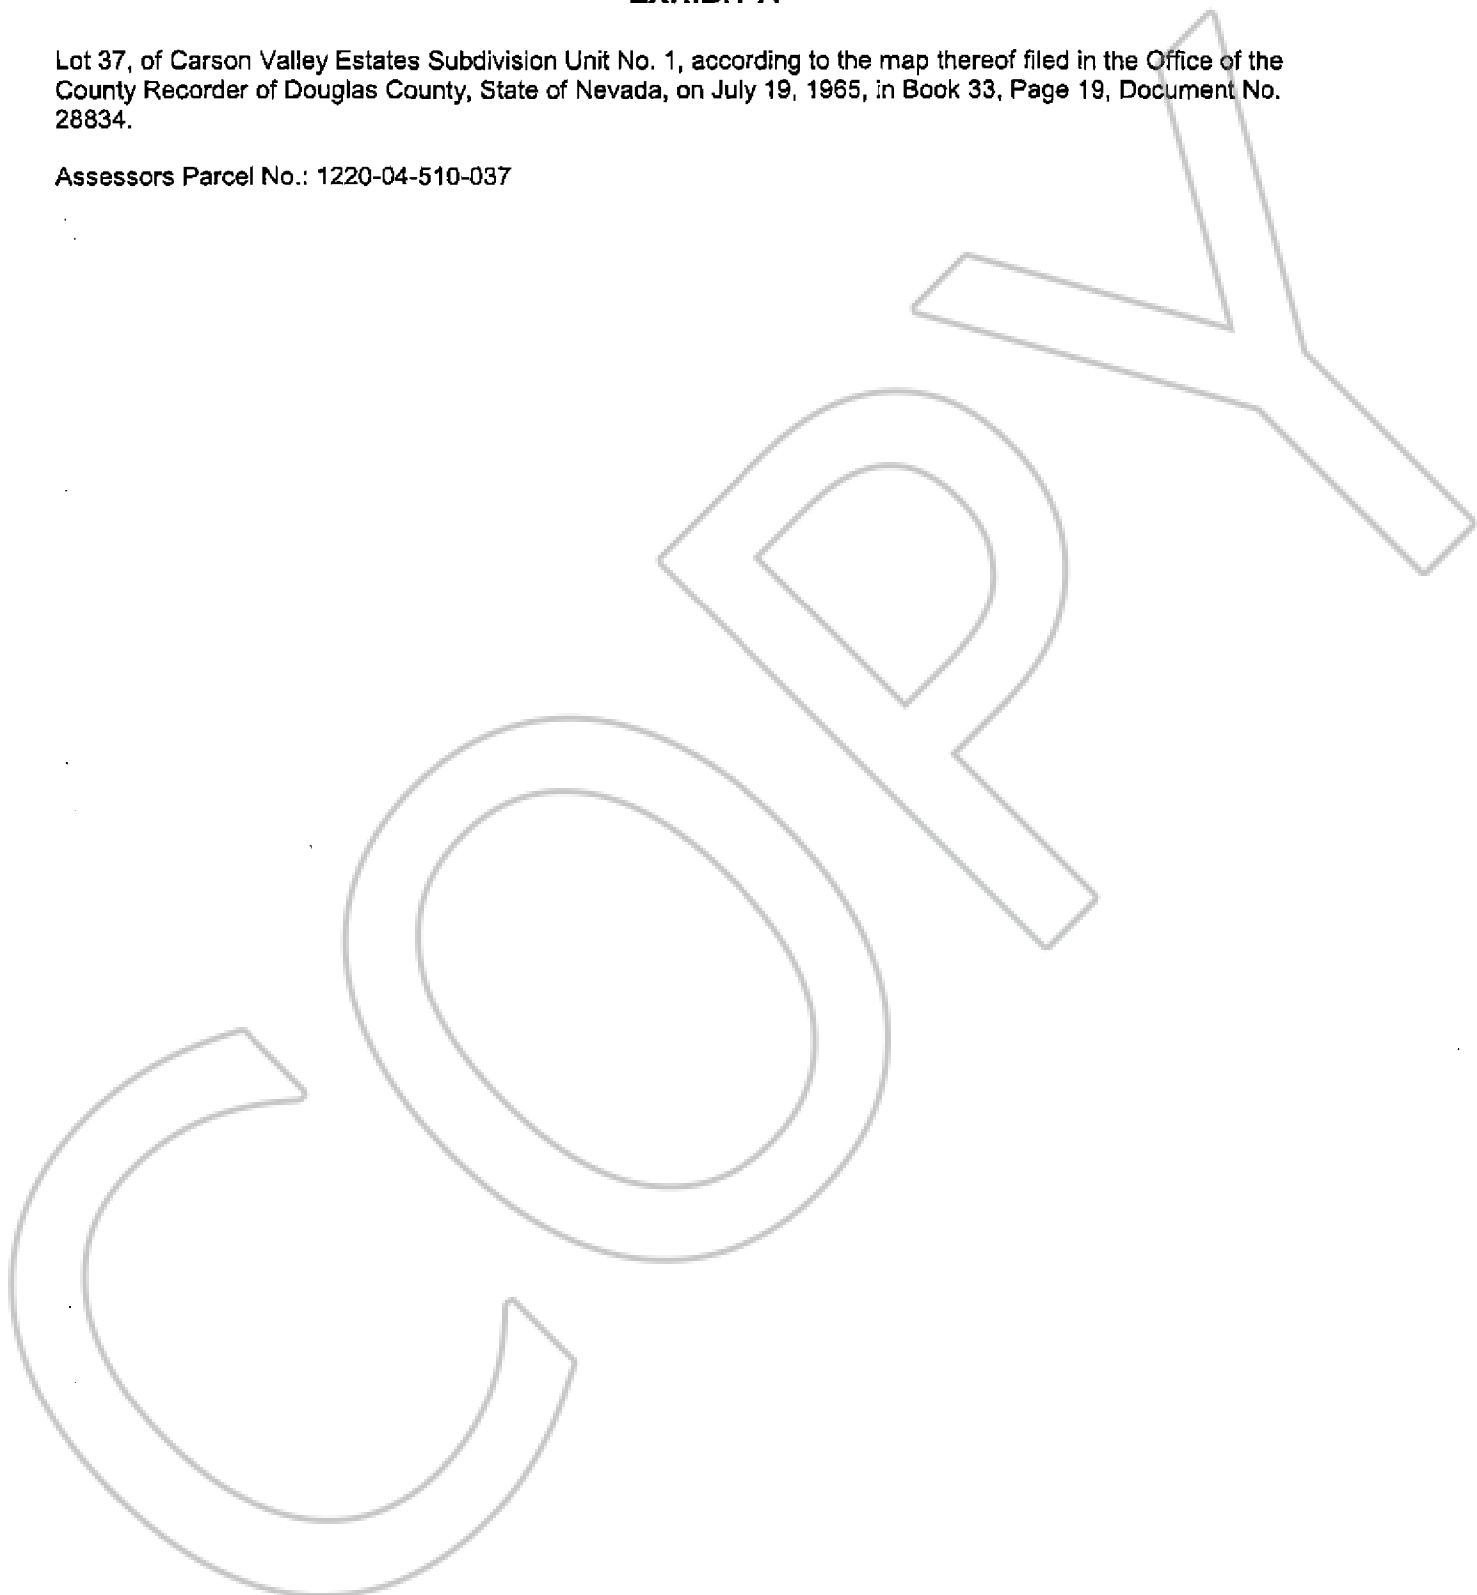 EXHIBIT A
Lot 37, of Carson Valley Estates Subdivision Unit No. 1, according to the map thereof filed in the Office of the
County Recorder of Douglas County, State of Nevada, on July 19, 1965, in Book 33, Page 19, Document No.
28834.
Assessors Parcel No.: 1220-04-510-037
COPY